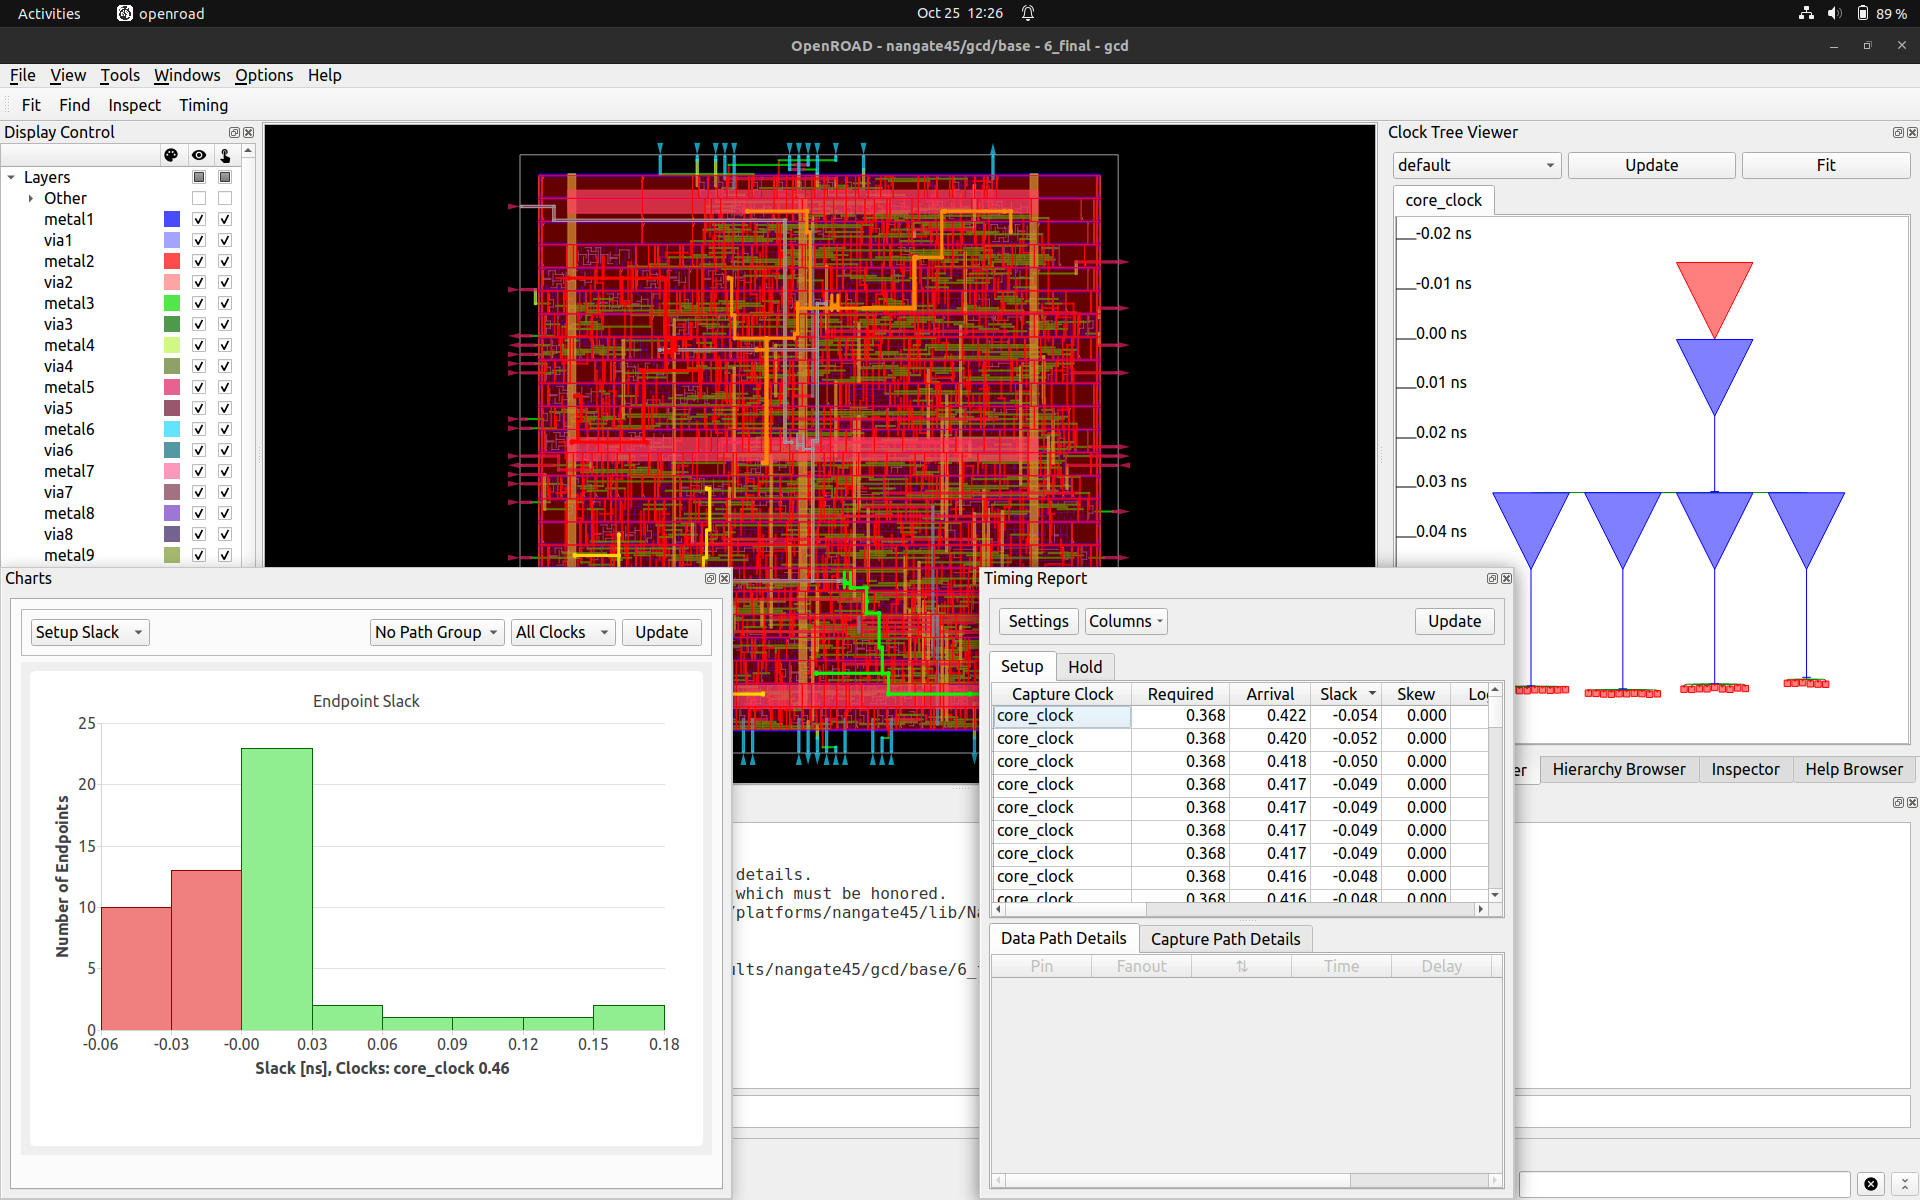 Activities openroad Oct 25 12:26 89 %
OpenROAD - nangate45/gcd/base - 6_final - gcd
File View Tools Windows Options Help
Fit Find Inspect Timing
Display Control
Layers
Other
metal1
via1
metal2
via2
metal3
via3
metal4
via4
metal5
via5
metal6
via6
metal7
via7
metal8
via8
metal9
Clock Tree Viewer
default Update Fit
core_clock
-0.02 ns
-0.01 ns
0.00 ns
0.01 ns
0.02 ns
0.03 ns
0.04 ns
Charts
Setup Slack No Path Group All Clocks Update
Endpoint Slack
Number of Endpoints
25
20
15
10
5
0
-0.06 -0.03 -0.00 0.03 0.06 0.09 0.12 0.15 0.18
Slack [ns], Clocks: core_clock 0.46
details.
which must be honored.
/platforms/nangate45/lib/Na
ults/nangate45/gcd/base/6_
Timing Report
Settings Columns Update
Setup Hold
Capture Clock Required Arrival Slack Skew Lo
core_clock 0.368 0.422 -0.054 0.000
core_clock 0.368 0.420 -0.052 0.000
core_clock 0.368 0.418 -0.050 0.000
core_clock 0.368 0.417 -0.049 0.000
core_clock 0.368 0.417 -0.049 0.000
core_clock 0.368 0.417 -0.049 0.000
core_clock 0.368 0.417 -0.049 0.000
core_clock 0.368 0.416 -0.048 0.000
core_clock 0.368 0.416 -0.048 0.000
Data Path Details Capture Path Details
Pin Fanout ⇅ Time Delay
er Hierarchy Browser Inspector Help Browser